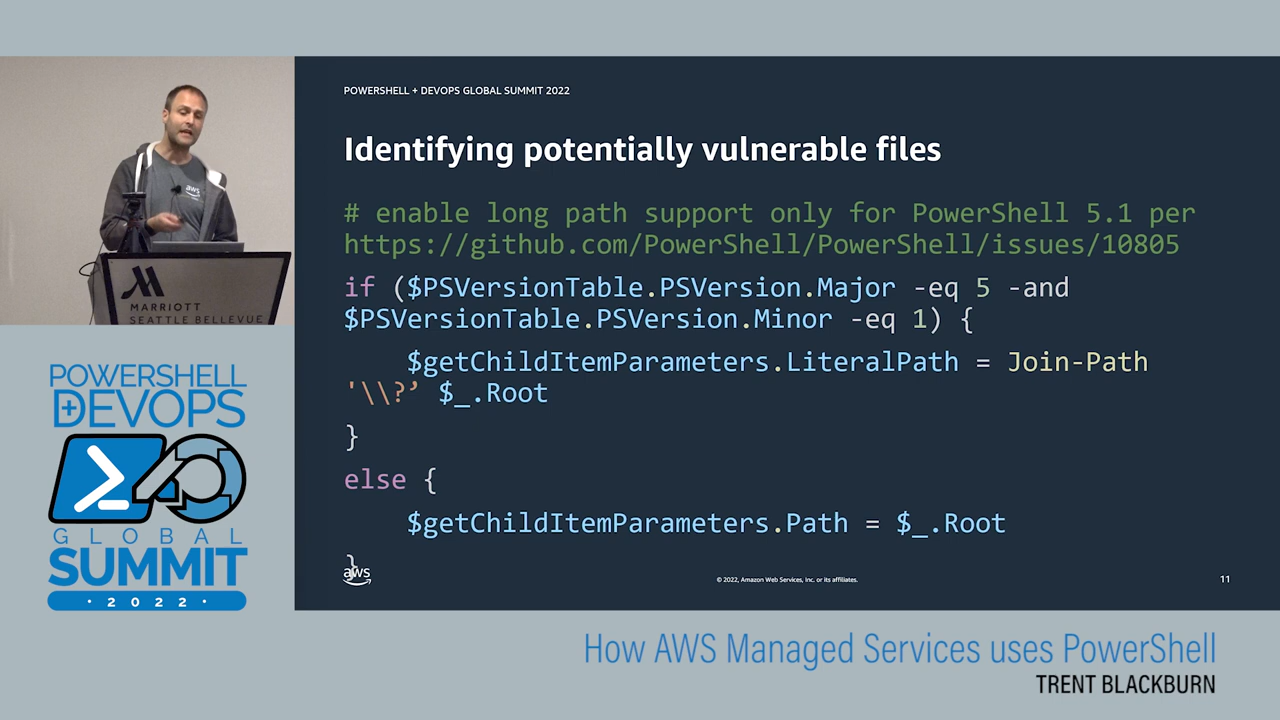 POWERSHELL + DEVOPS GLOBAL SUMMIT 2022
Identifying potentially vulnerable files
# enable long path support only for PowerShell 5.1 per
https://github.com/PowerShell/PowerShell/issues/10805
if ($PSVersionTable.PSVersion.Major -eq 5 -and
$PSVersionTable.PSVersion.Minor -eq 1) {
$getChildItemParameters.LiteralPath = Join-Path
'\\?’ $_.Root
}
else {
$getChildItemParameters.Path = $_.Root
}
aws
© 2022, Amazon Web Services, Inc. or its affiliates.
11
aws
MARRIOTT
SEATTLE BELLEVUE
POWERSHELL
+DEVOPS
GLOBAL
SUMMIT
· 2022 ·
How AWS Managed Services uses PowerShell
TRENT BLACKBURN